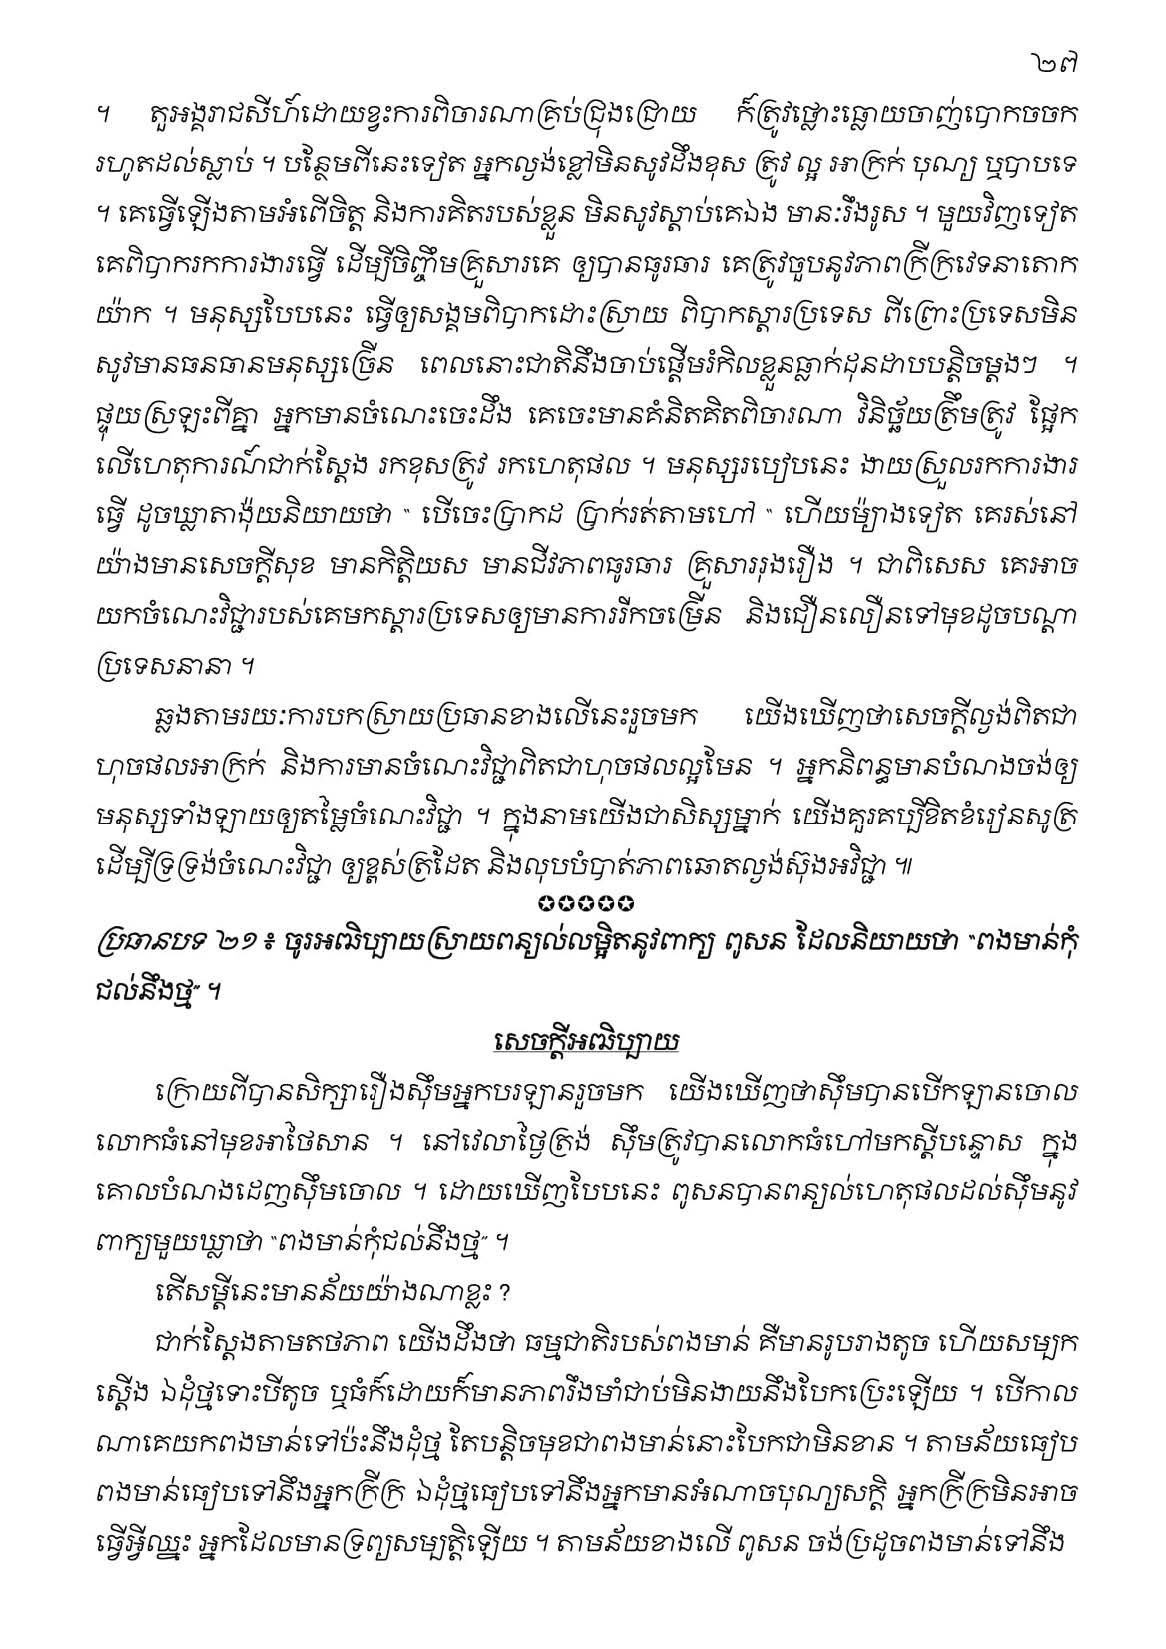 ២៧
។ តួអង្គរាជសីហ៍ដោយខ្វះការពិចារណាគ្រប់ជ្រុងជ្រោយ ក៏ត្រូវផ្លោះធ្លោយចាញ់បោកចចក
រហូតដល់ស្លាប់ ។ បន្ថែមពីនេះទៀត អ្នកល្ងង់ខ្លៅមិនសូវដឹងខុស ត្រូវ ល្អ អាក្រក់ បុណ្យ ឬបាបទេ
។ គេធ្វើឡើងតាមអំពើចិត្ត និងការគិតរបស់ខ្លួន មិនសូវស្តាប់គេឯង មានៈរឹងរូស ។ មួយវិញទៀត
គេពិបាករកការងារធ្វើ ដើម្បីចិញ្ចឹមគ្រួសារគេ ឲ្យបានធូរធារ គេត្រូវចួបនូវភាពក្រីក្រវេទនាតោក
យ៉ាក ។ មនុស្សបែបនេះ ធ្វើឲ្យសង្គមពិបាកដោះស្រាយ ពិបាកស្តារប្រទេស ពីព្រោះប្រទេសមិន
សូវមានធនធានមនុស្សច្រើន ពេលនោះជាតិនឹងចាប់ផ្តើមរំកិលខ្លួនធ្លាក់ដុនដាបបន្តិចម្តងៗ ។
ផ្ទុយស្រឡះពីគ្នា អ្នកមានចំណេះចេះដឹង គេចេះមានគំនិតគិតពិចារណា វិនិច្ឆ័យត្រឹមត្រូវ ផ្អែក
លើហេតុការណ៍ជាក់ស្តែង រកខុសត្រូវ រកហេតុផល ។ មនុស្សរបៀបនេះ ងាយស្រួលរកការងារ
ធ្វើ ដូចឃ្លាតាង៉ុយនិយាយថា “ បើចេះប្រាកដ ប្រាក់រត់តាមហៅ “ ហើយម៉្យាងទៀត គេរស់នៅ
យ៉ាងមានសេចក្តីសុខ មានកិត្តិយស មានជីវភាពធូរធារ គ្រួសាររុងរឿង ។ ជាពិសេស គេអាច
យកចំណេះវិជ្ជារបស់គេមកស្តារប្រទេសឲ្យមានការរីកចម្រើន និងជឿនលឿនទៅមុខដូចបណ្តា
ប្រទេសនានា ។
ឆ្លងតាមរយៈការបកស្រាយប្រធានខាងលើនេះរួចមក យើងឃើញថាសេចក្តីល្ងង់ពិតជា
ហុចផលអាក្រក់ និងការមានចំណេះវិជ្ជាពិតជាហុចផលល្អមែន ។ អ្នកនិពន្ធមានបំណងចង់ឲ្យ
មនុស្សទាំងឡាយឲ្យតម្លៃចំណេះវិជ្ជា ។ ក្នុងនាមយើងជាសិស្សម្នាក់ យើងគួរគប្បីខិតខំរៀនសូត្រ
ដើម្បីទ្រទ្រង់ចំណេះវិជ្ជា ឲ្យខ្ពស់ត្រដែត និងលុបបំបាត់ភាពឆោតល្ងង់ស៊ុងអវិជ្ជា ៕
✪✪✪✪✪
ប្រធានបទ ២១ ៖ ចូរអធិប្បាយស្រាយពន្យល់លម្អិតនូវពាក្យ ពូសន ដែលនិយាយថា “ពងមាន់កុំ
ជល់នឹងថ្ម” ។
សេចក្តីអធិប្បាយ
ក្រោយពីបានសិក្សារឿងស៊ឹមអ្នកបរឡានរួចមក យើងឃើញថាស៊ឹមបានបើកឡានចោល
លោកធំនៅមុខអាថៃសាន ។ នៅវេលាថ្ងៃត្រង់ ស៊ឹមត្រូវបានលោកធំហៅមកស្តីបន្ទោស ក្នុង
គោលបំណងដេញស៊ឹមចោល ។ ដោយឃើញបែបនេះ ពូសនបានពន្យល់ហេតុផលដល់ស៊ឹមនូវ
ពាក្យមួយឃ្លាថា “ពងមាន់កុំជល់នឹងថ្ម” ។
តើសម្តីនេះមានន័យយ៉ាងណាខ្លះ ?
ជាក់ស្តែងតាមតថភាព យើងដឹងថា ធម្មជាតិរបស់ពងមាន់ គឺមានរូបរាងតូច ហើយសម្បក
ស្តើង ឯដុំថ្មទោះបីតូច ឬធំក៏ដោយក៏មានភាពរឹងមាំជាប់មិនងាយនឹងបែកប្រេះឡើយ ។ បើកាល
ណាគេយកពងមាន់ទៅប៉ះនឹងដុំថ្ម តែបន្តិចមុខជាពងមាន់នោះបែកជាមិនខាន ។ តាមន័យធៀប
ពងមាន់ធៀបទៅនឹងអ្នកក្រីក្រ ឯដុំថ្មធៀបទៅនឹងអ្នកមានអំណាចបុណ្យសក្តិ អ្នកក្រីក្រមិនអាច
ធ្វើអ្វីឈ្នះ អ្នកដែលមានទ្រព្យសម្បត្តិឡើយ ។ តាមន័យខាងលើ ពូសន ចង់ប្រដូចពងមាន់ទៅនឹង